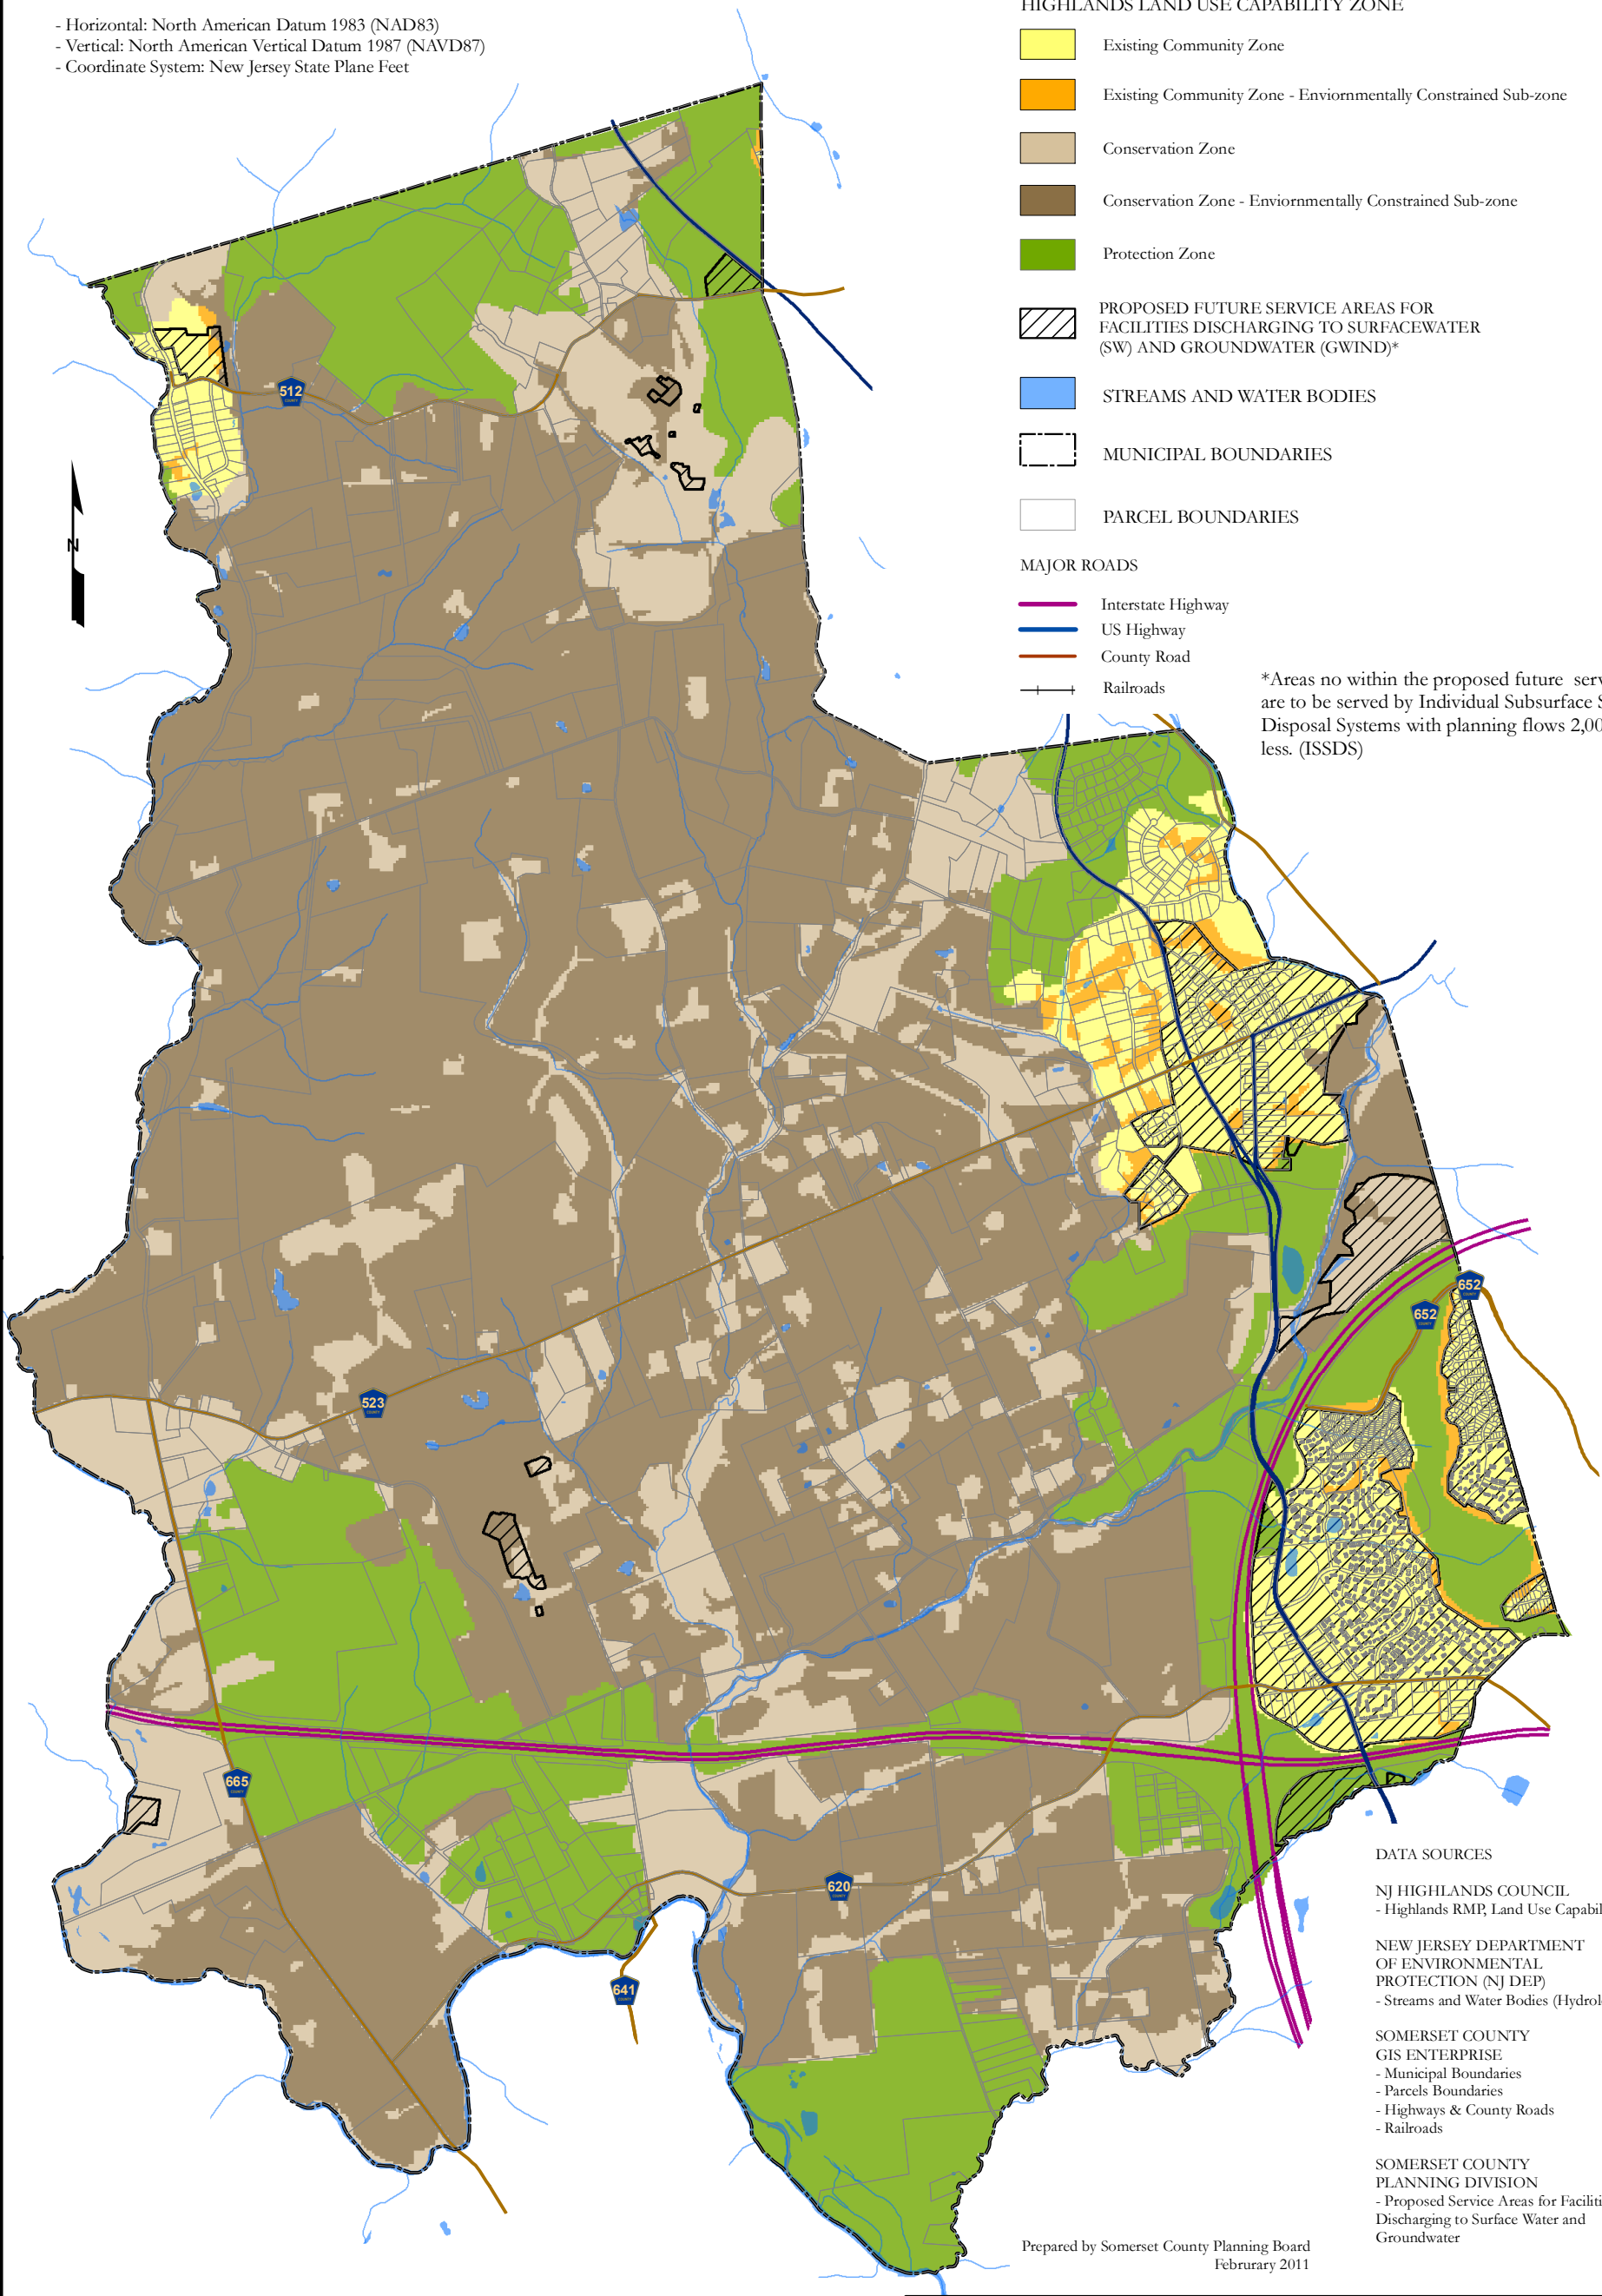 - Horizontal: North American Datum 1983 (NAD83)
- Vertical: North American Vertical Datum 1987 (NAVD87)
- Coordinate System: New Jersey State Plane Feet
HIGHLANDS LAND USE CAPABILITY ZONE
Existing Community Zone
Existing Community Zone - Enviornmentally Constrained Sub-zone
Conservation Zone
Conservation Zone - Enviornmentally Constrained Sub-zone
Protection Zone
PROPOSED FUTURE SERVICE AREAS FOR
FACILITIES DISCHARGING TO SURFACEWATER
(SW) AND GROUNDWATER (GWIND)*
STREAMS AND WATER BODIES
MUNICIPAL BOUNDARIES
PARCEL BOUNDARIES
MAJOR ROADS
Interstate Highway
US Highway
County Road
Railroads
*Areas no within the proposed future serv
are to be served by Individual Subsurface S
Disposal Systems with planning flows 2,00
less. (ISSDS)
N
512
652
652
523
665
620
641
DATA SOURCES
NJ HIGHLANDS COUNCIL
- Highlands RMP, Land Use Capabil
NEW JERSEY DEPARTMENT
OF ENVIRONMENTAL
PROTECTION (NJ DEP)
- Streams and Water Bodies (Hydrol
SOMERSET COUNTY
GIS ENTERPRISE
- Municipal Boundaries
- Parcels Boundaries
- Highways & County Roads
- Railroads
SOMERSET COUNTY
PLANNING DIVISION
- Proposed Service Areas for Faciliti
Discharging to Surface Water and
Groundwater
Prepared by Somerset County Planning Board
Februrary 2011